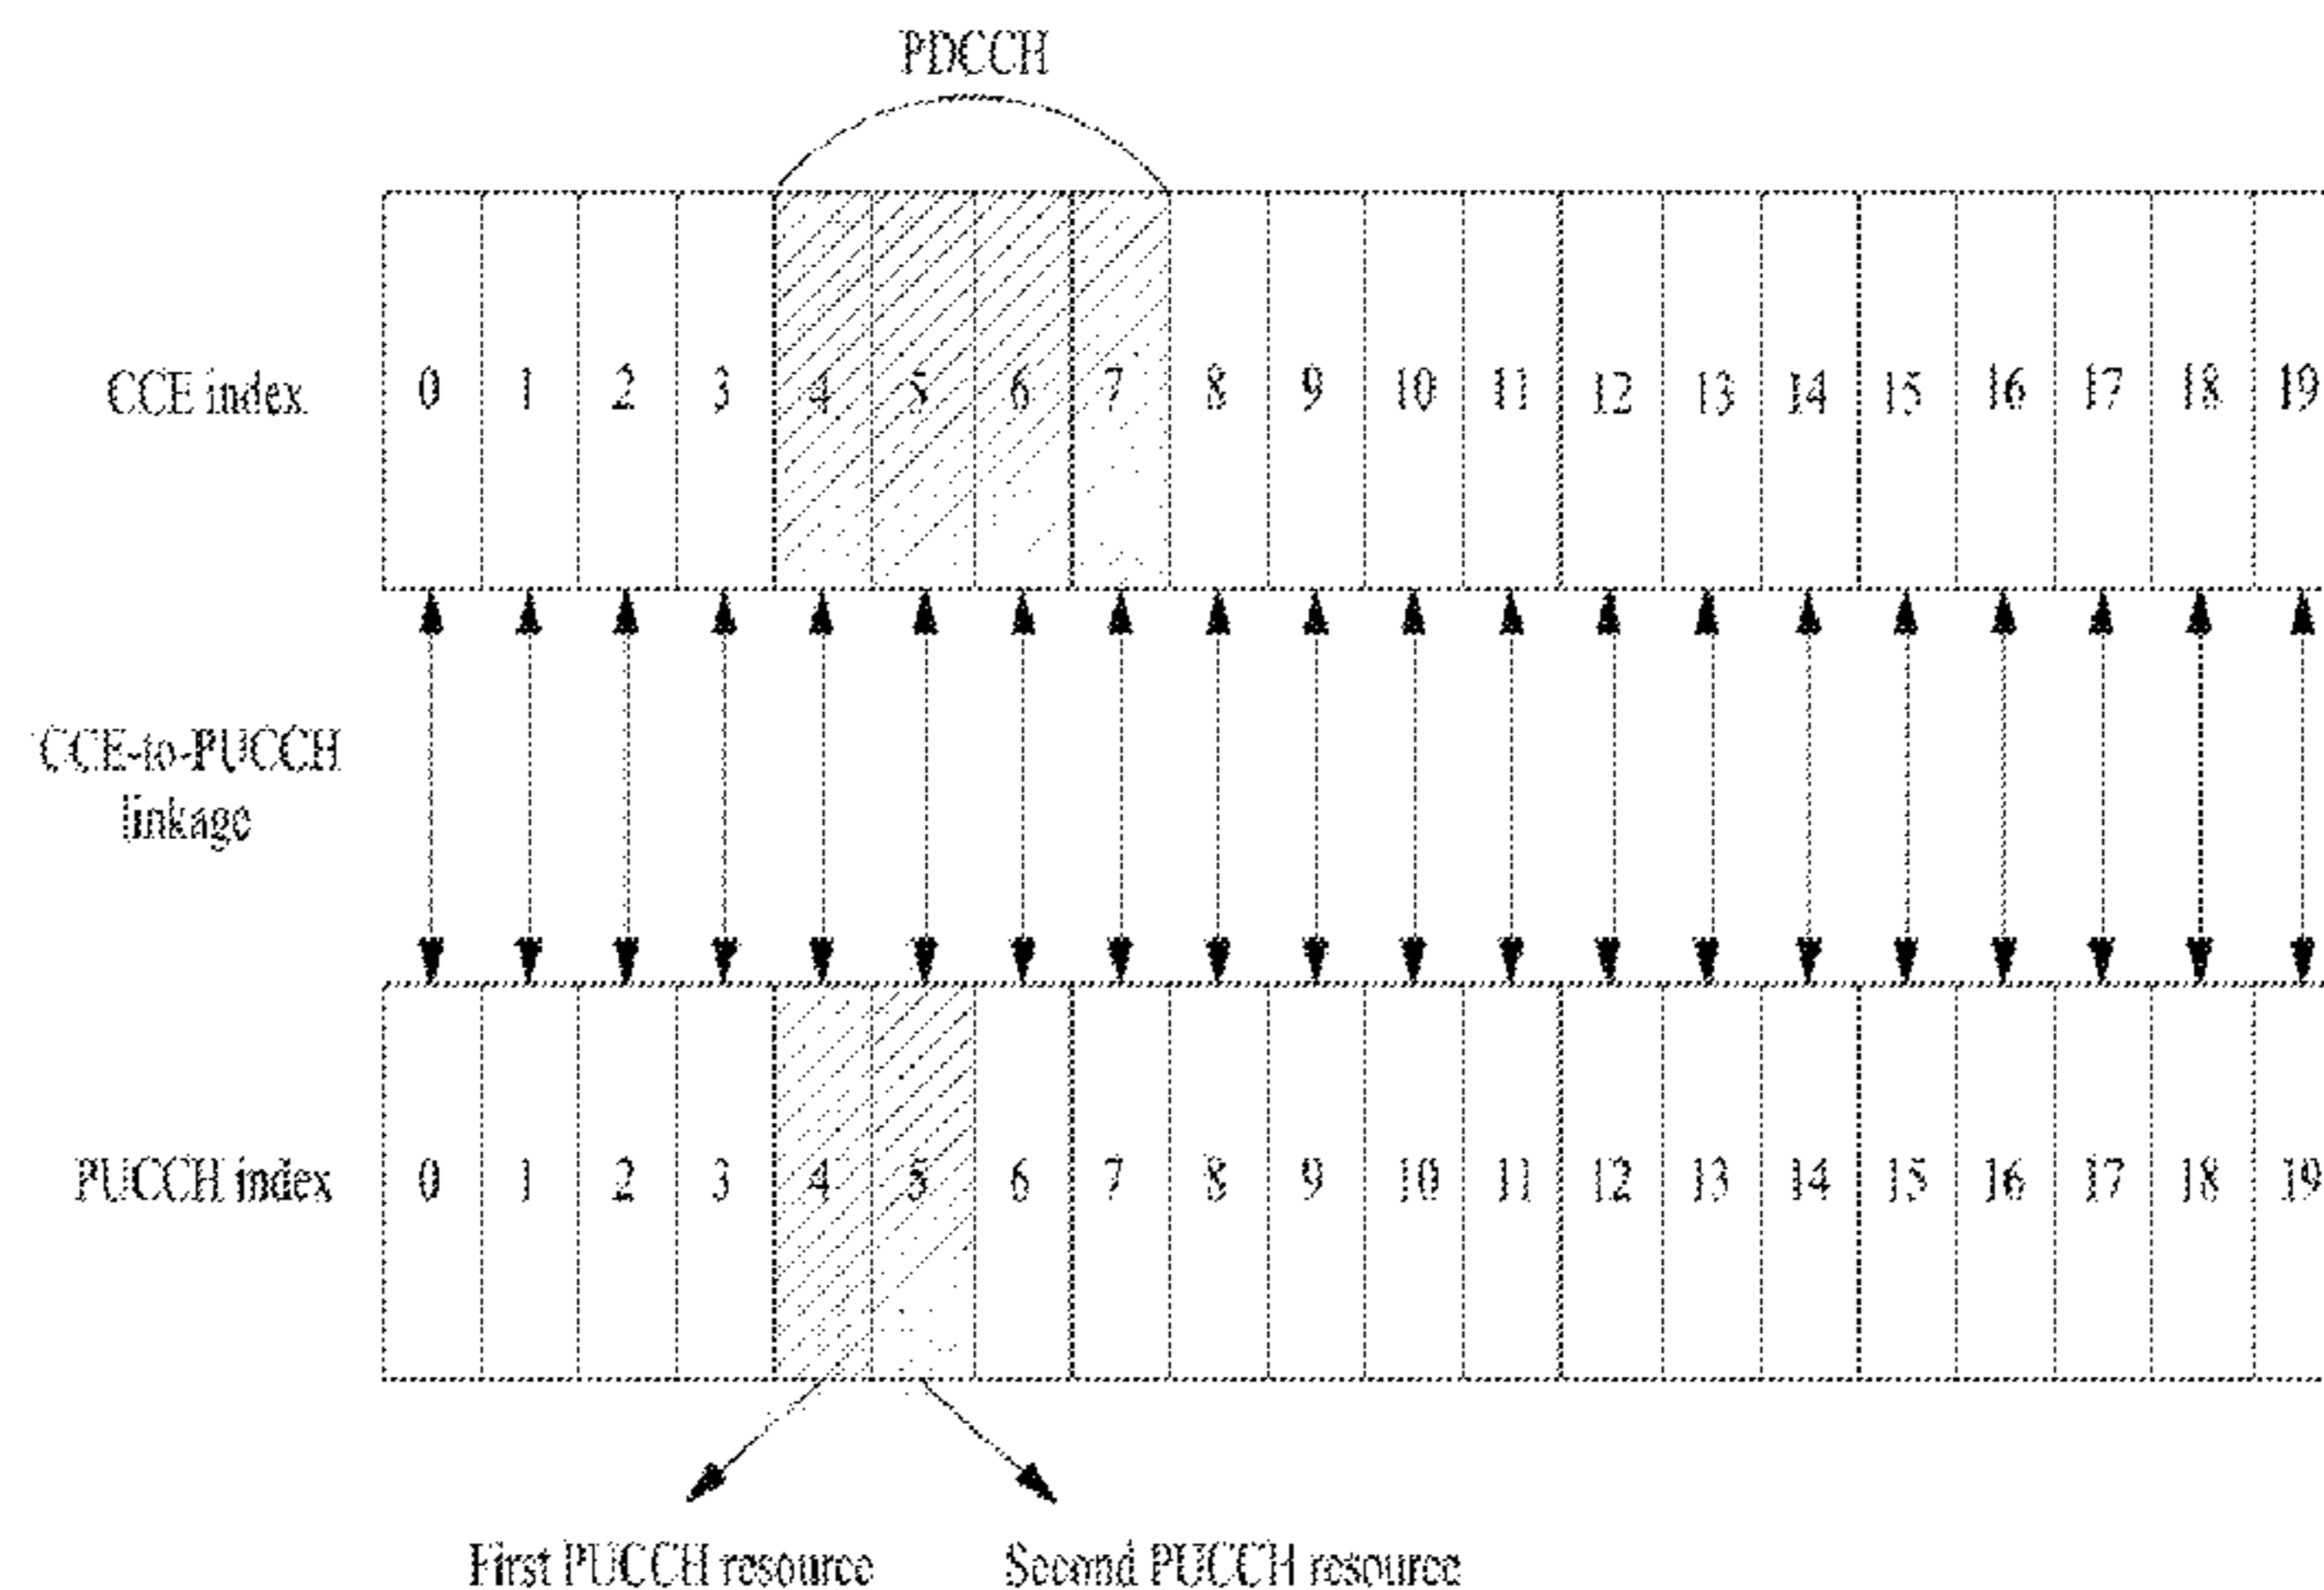 PDCCH
CCE index 0 1 2 3 4 5 6 7 8 9 10 11 12 13 14 15 16 17 18 19
CCE-to-PUCCH
linkage
PUCCH index 0 1 2 3 4 5 6 7 8 9 10 11 12 13 14 15 16 17 18 19
First PUCCH resource Second PUCCH resource